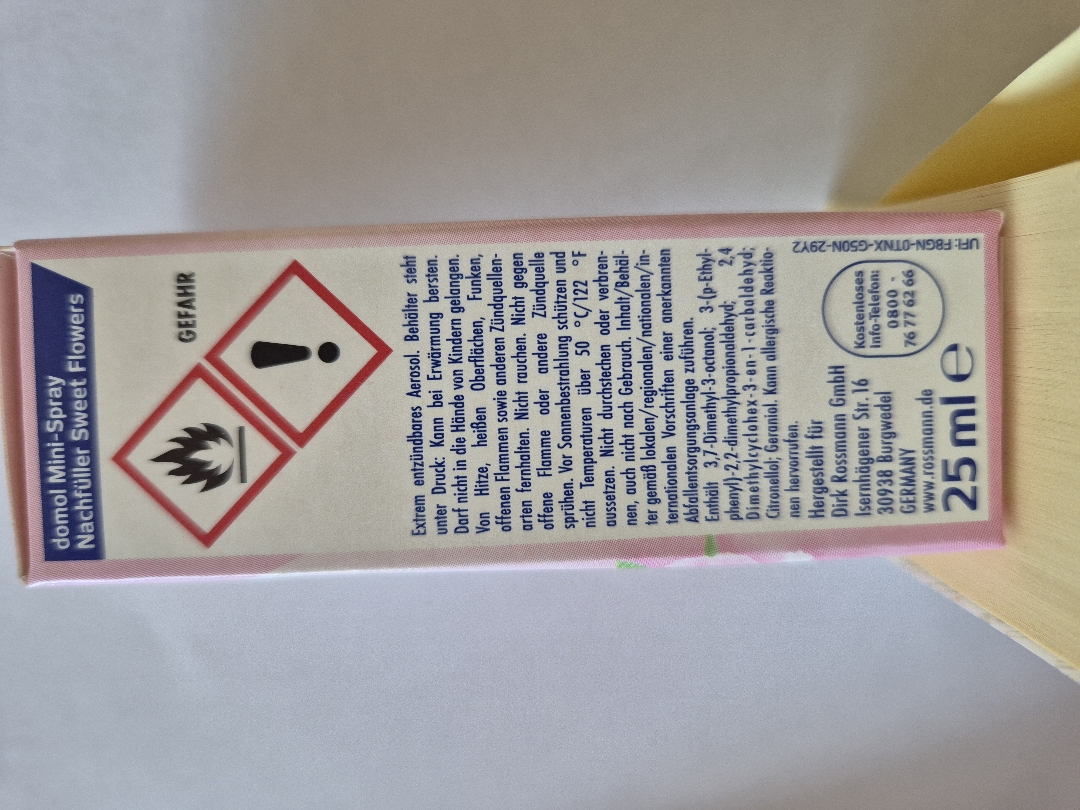 domol Mini-Spray
Nachfüller Sweet Flowers
GEFAHR
Extrem entzündbares Aerosol. Behälter steht
unter Druck: Kann bei Erwärmung bersten.
Darf nicht in die Hände von Kindern gelangen.
Von Hitze, heißen Oberflächen, Funken,
offenen Flammen sowie anderen Zündquellen-
arten fernhalten. Nicht rauchen. Nicht gegen
offene Flamme oder andere Zündquelle
sprühen. Vor Sonnenbestrahlung schützen und
nicht Temperaturen über 50 °C/122 °F
aussetzen. Nicht durchstechen oder verbren-
nen, auch nicht nach Gebrauch. Inhalt/Behäl-
ter gemäß lokalen/regionalen/nationalen/in-
ternationalen Vorschriften einer anerkannten
Abfallentsorgungsanlage zuführen.
Enthält 3,7-Dimethyl-3-octanol; 3-(p-Ethyl-
phenyl)-2,2-dimethylpropionaldehyd; 2,4
Dimethylcyclohex-3-en-1-carbaldehyd;
Citronellol; Geraniol. Kann allergische Reaktio-
nen hervorrufen.
Hergestellt für
Dirk Rossmann GmbH
Isernhägener Str. 16
30938 Burgwedel
GERMANY
www.rossmann.de
25 ml e
Kostenloses
Info-Telefon:
0800 -
76 77 62 66
UFI: F8GN-0TNX-G50N-29Y2